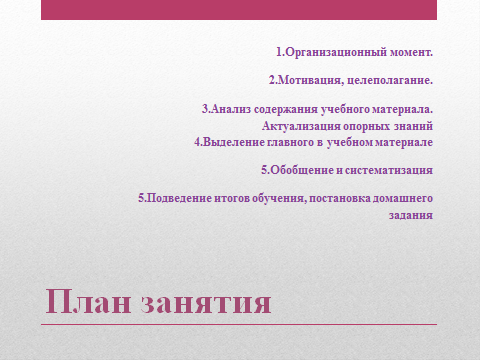 1.Организационный момент.
2.Мотивация, целеполагание.
3.Анализ содержания учебного материала.
Актуализация опорных знаний
4.Выделение главного в учебном материале
5.Обобщение и систематизация
5.Подведение итогов обучения, постановка домашнего
задания
План занятия